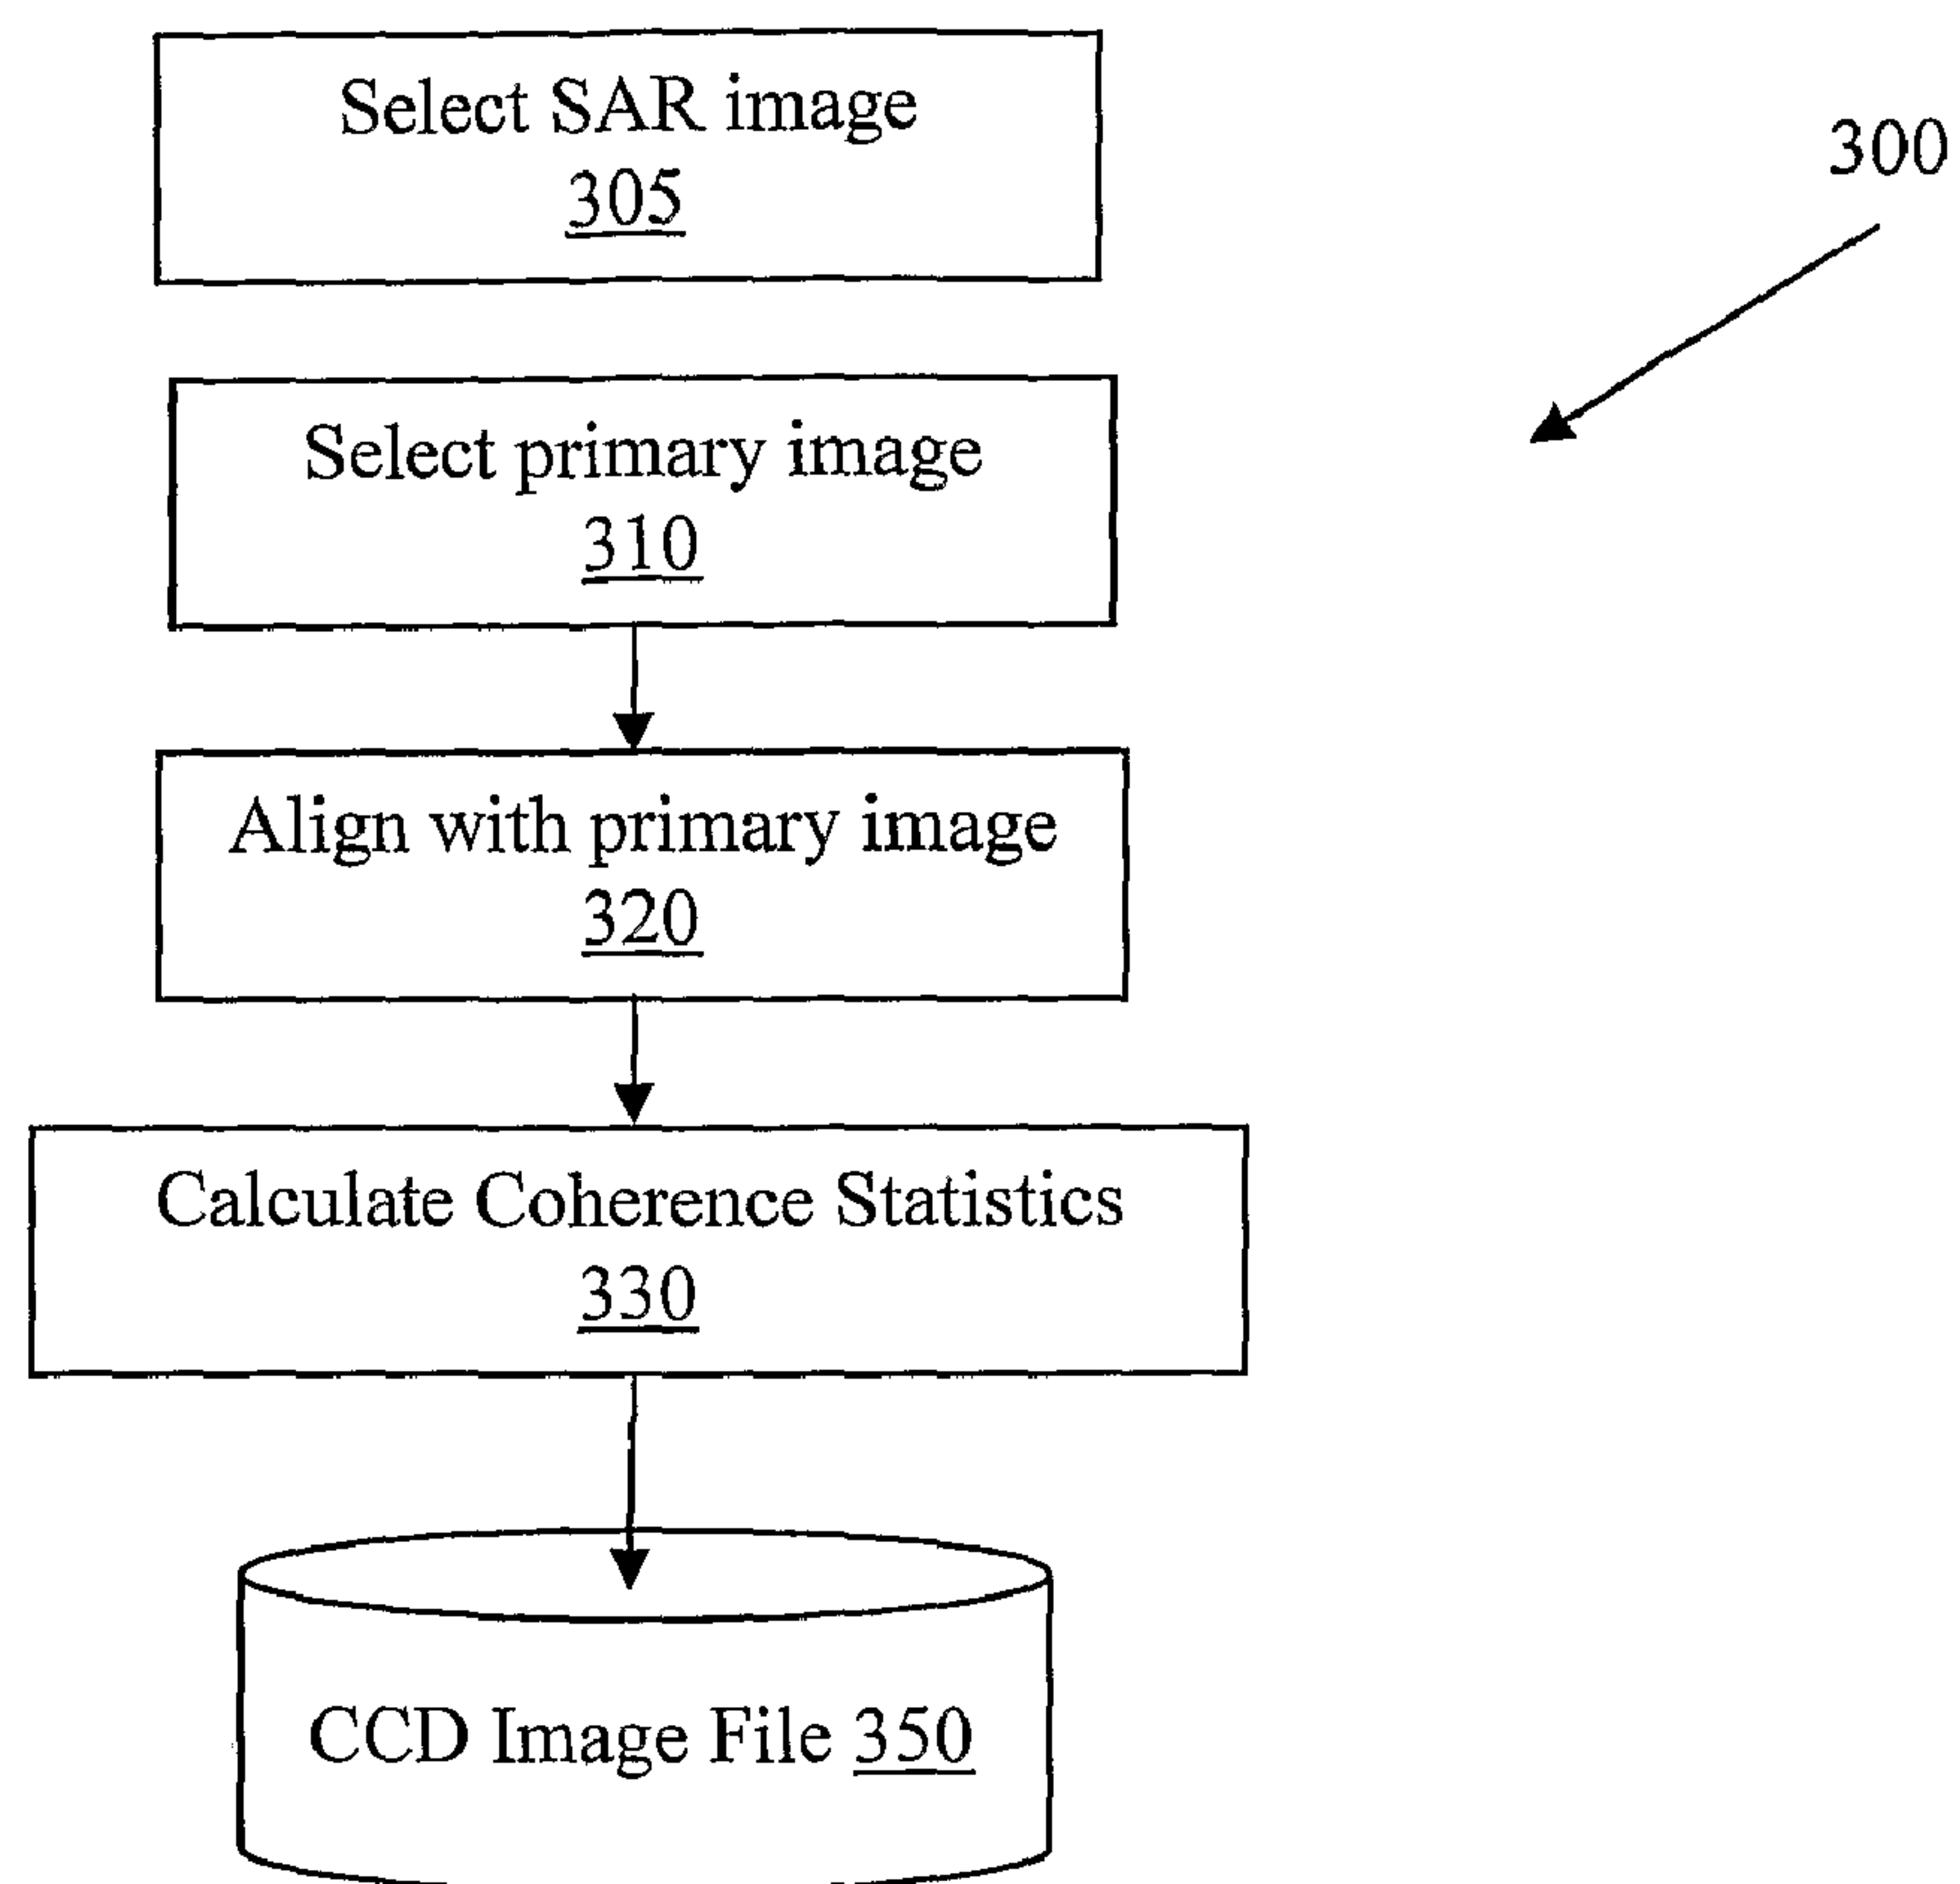 Select SAR image
305
300
Select primary image
310
Align with primary image
320
Calculate Coherence Statistics
330
CCD Image File 350